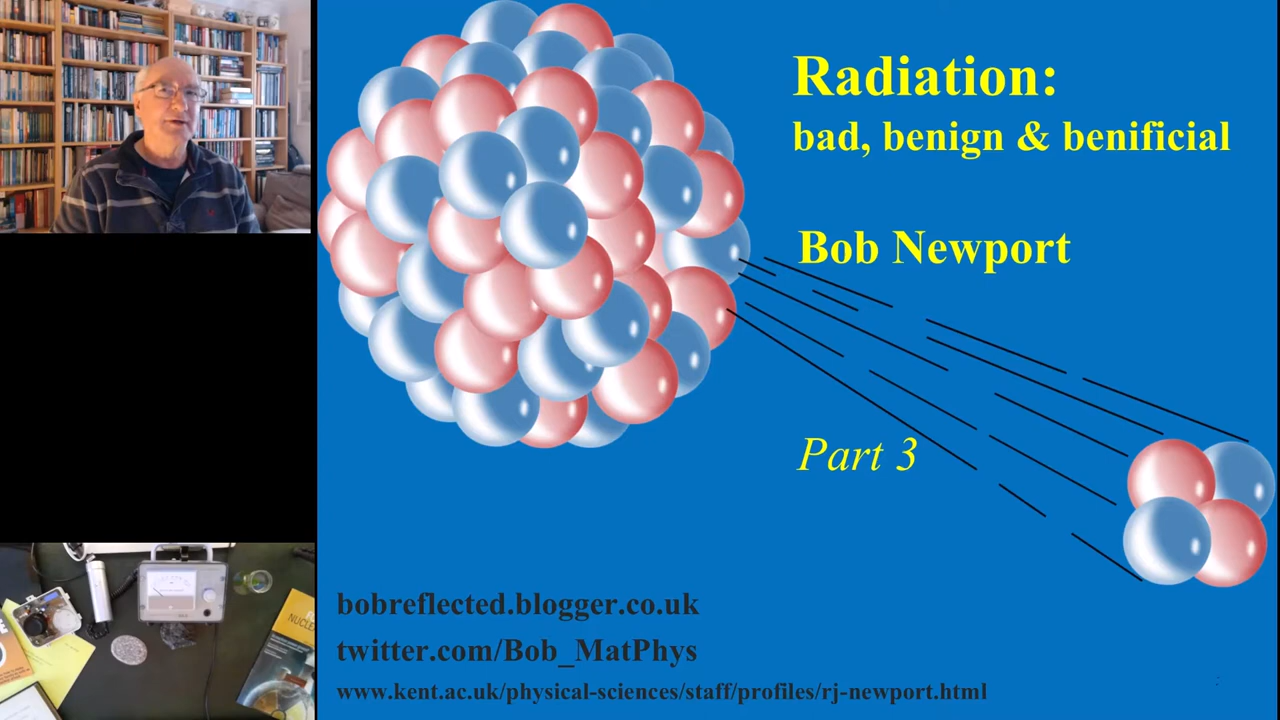 Radiation:
bad, benign & benificial
Bob Newport
Part 3
bobreflected.blogger.co.uk
twitter.com/Bob_MatPhys
www.kent.ac.uk/physical-sciences/staff/profiles/rj-newport.html